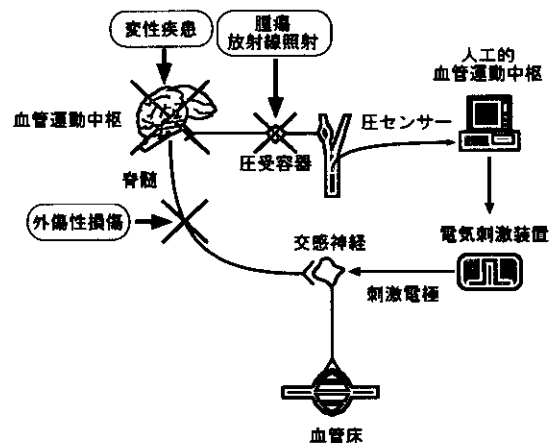 変性疾患
腫瘍
放射線照射
人工的
血管運動中枢
血管運動中枢
圧受容器
圧センサー
脊髄
外傷性損傷
交感神経
電気刺激装置
刺激電極
血管床